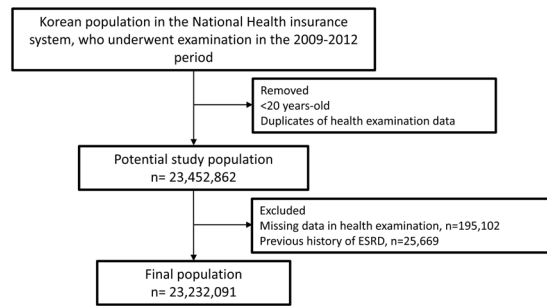 Korean population in the National Health insurance
system, who underwent examination in the 2009-2012
period
Removed
<20 years-old
Duplicates of health examination data
Potential study population
n= 23,452,862
Excluded
Missing data in health examination, n=195,102
Previous history of ESRD, n=25,669
Final population
n= 23,232,091